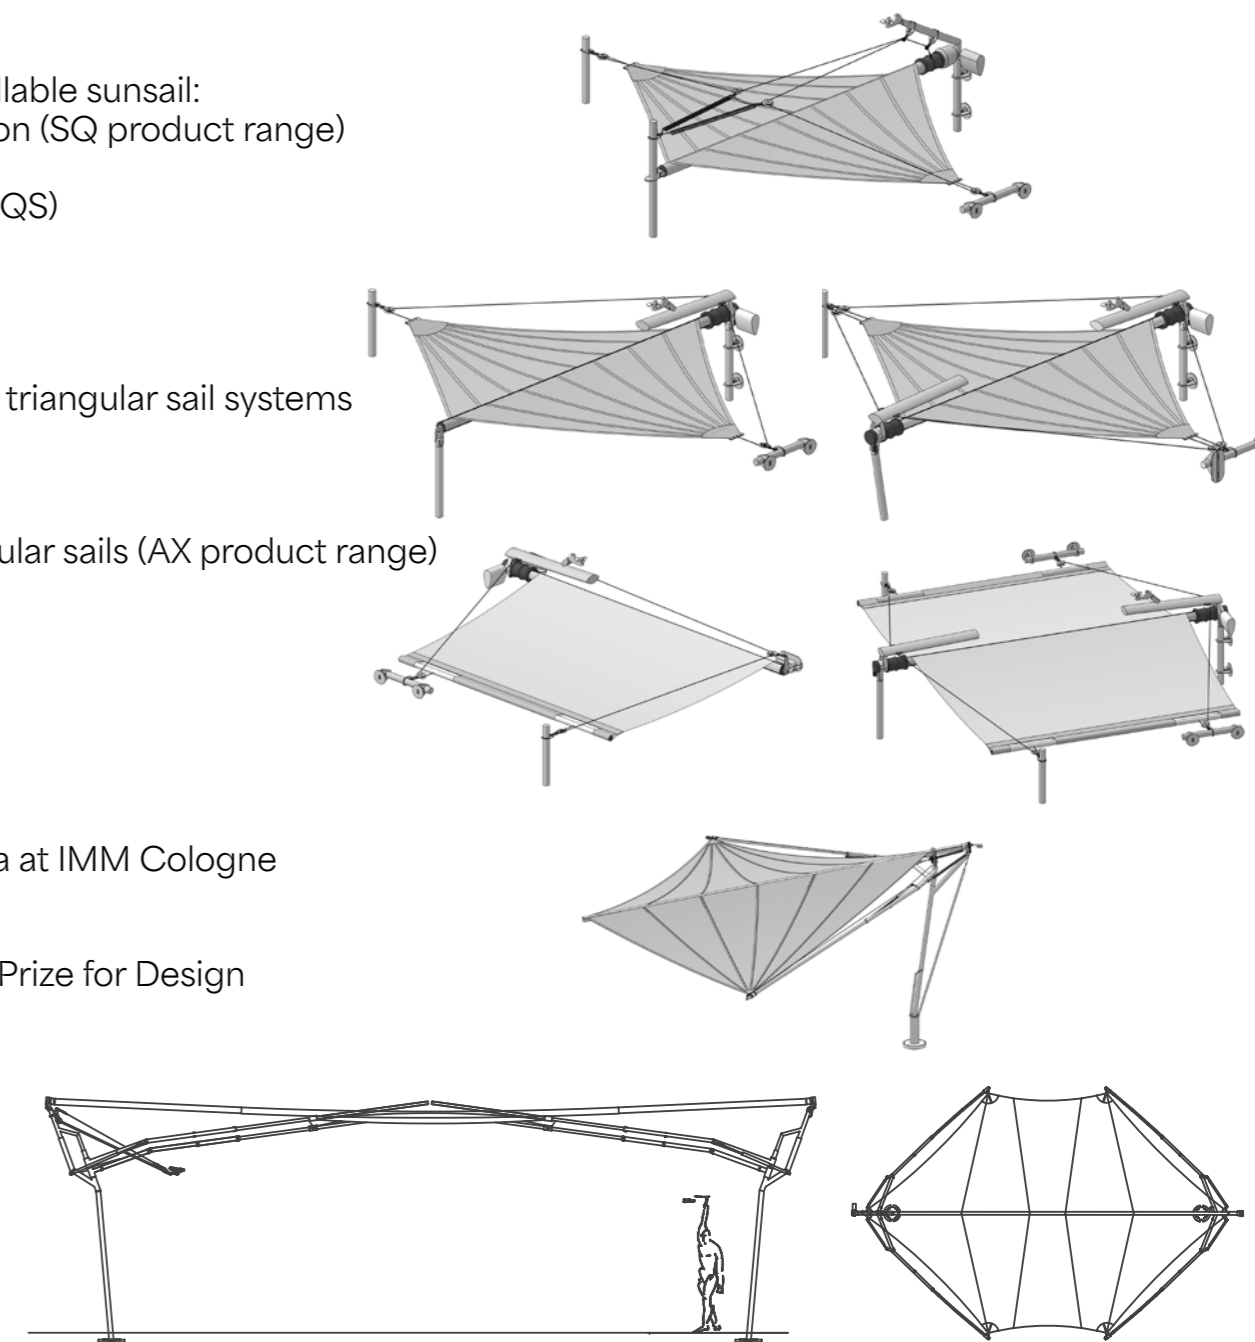 llable sunsail:
on (SQ product range)
QS)
triangular sail systems
ular sails (AX product range)
a at IMM Cologne
Prize for Design